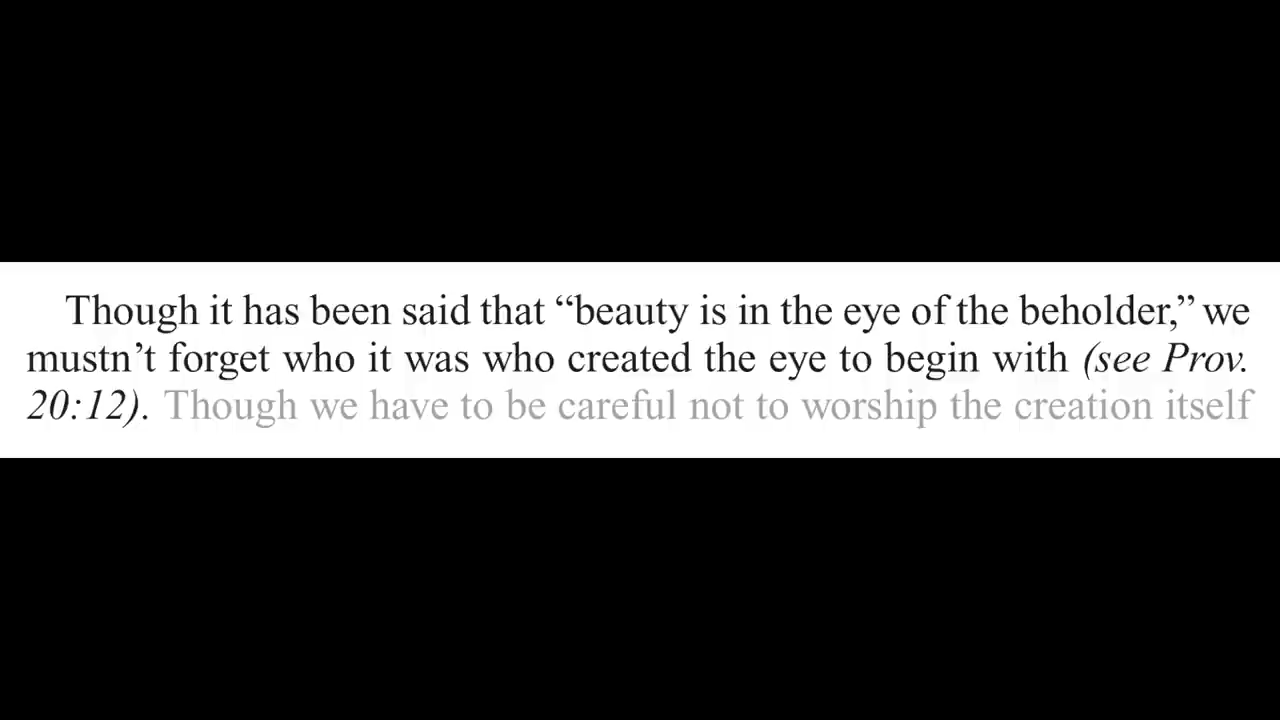 Though it has been said that “beauty is in the eye of the beholder,” we
mustn’t forget who it was who created the eye to begin with (see Prov.
20:12). Though we have to be careful not to worship the creation itself